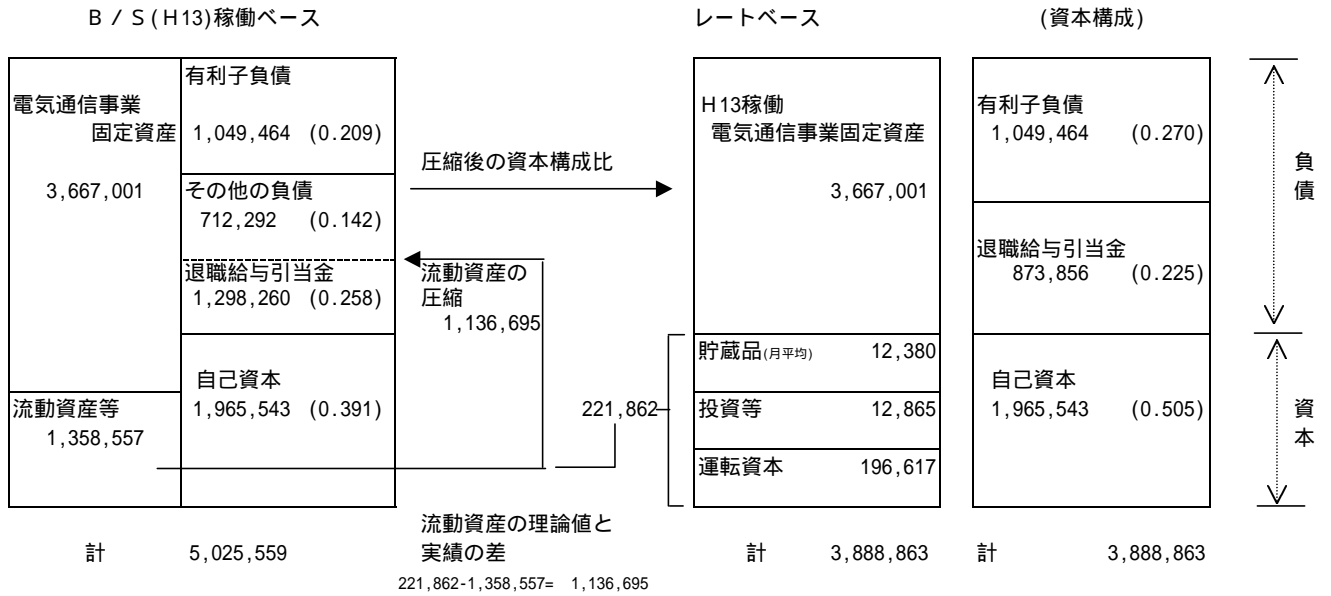 Ｂ／Ｓ(Ｈ13)稼働ベース
電気通信事業
固定資産
3,667,001
流動資産等
1,358,557
有利子負債
1,049,464 (0.209)
その他の負債
712,292 (0.142)
退職給与引当金
1,298,260 (0.258)
自己資本
1,965,543 (0.391)
計 5,025,559
圧縮後の資本構成比
流動資産の
圧縮
1,136,695
221,862
流動資産の理論値と
実績の差
221,862-1,358,557= 1,136,695
レートベース
Ｈ13稼働
電気通信事業固定資産
3,667,001
貯蔵品(月平均) 12,380
投資等 12,865
運転資本 196,617
計 3,888,863
(資本構成)
有利子負債
1,049,464 (0.270)
退職給与引当金
873,856 (0.225)
自己資本
1,965,543 (0.505)
計 3,888,863
負
債
資
本